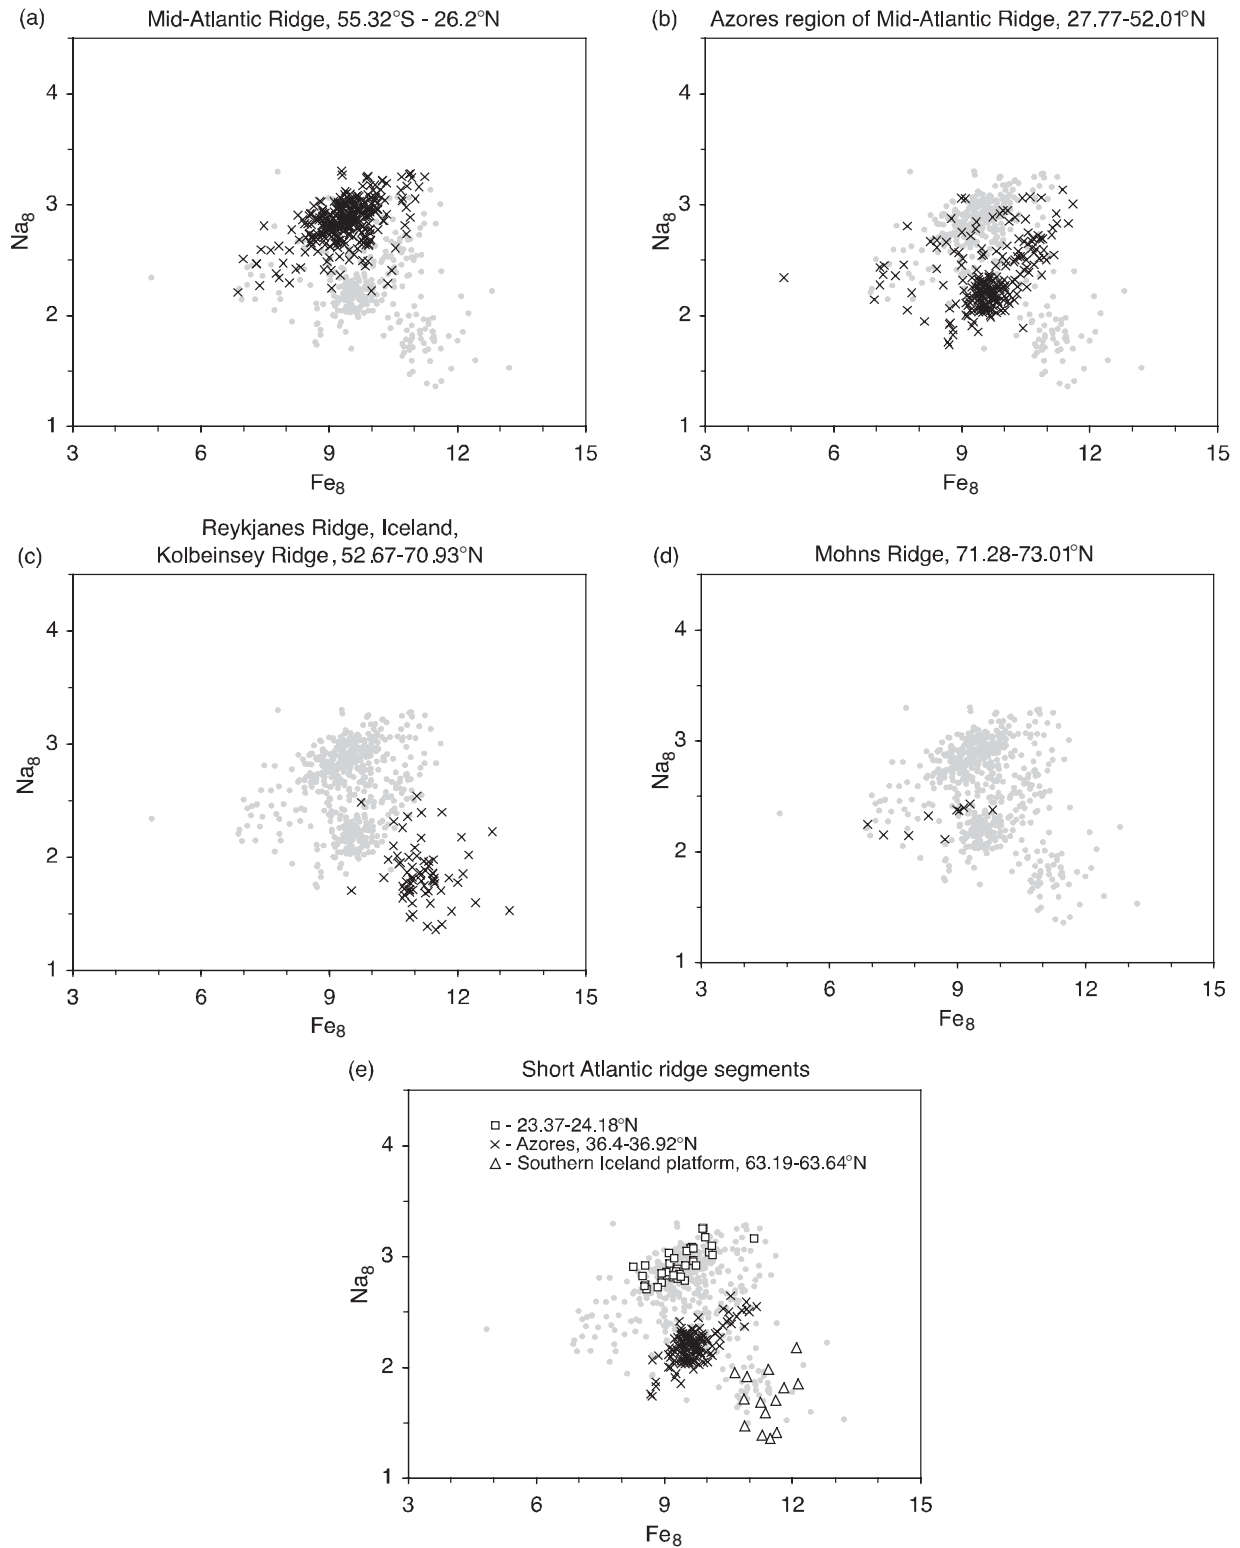 (a) Mid-Atlantic Ridge, 55.32°S - 26.2°N
4
3
2
1
Na8
3 6 9 12 15
Fe8
(b) Azores region of Mid-Atlantic Ridge, 27.77-52.01°N
4
3
2
1
Na8
3 6 9 12 15
Fe8
Reykjanes Ridge, Iceland,
(c) Kolbeinsey Ridge, 52.67-70.93°N
4
3
2
1
Na8
3 6 9 12 15
Fe8
(d) Mohns Ridge, 71.28-73.01°N
4
3
2
1
Na8
3 6 9 12 15
Fe8
(e) Short Atlantic ridge segments
□ - 23.37-24.18°N
× - Azores, 36.4-36.92°N
△ - Southern Iceland platform, 63.19-63.64°N
4
3
2
1
Na8
3 6 9 12 15
Fe8